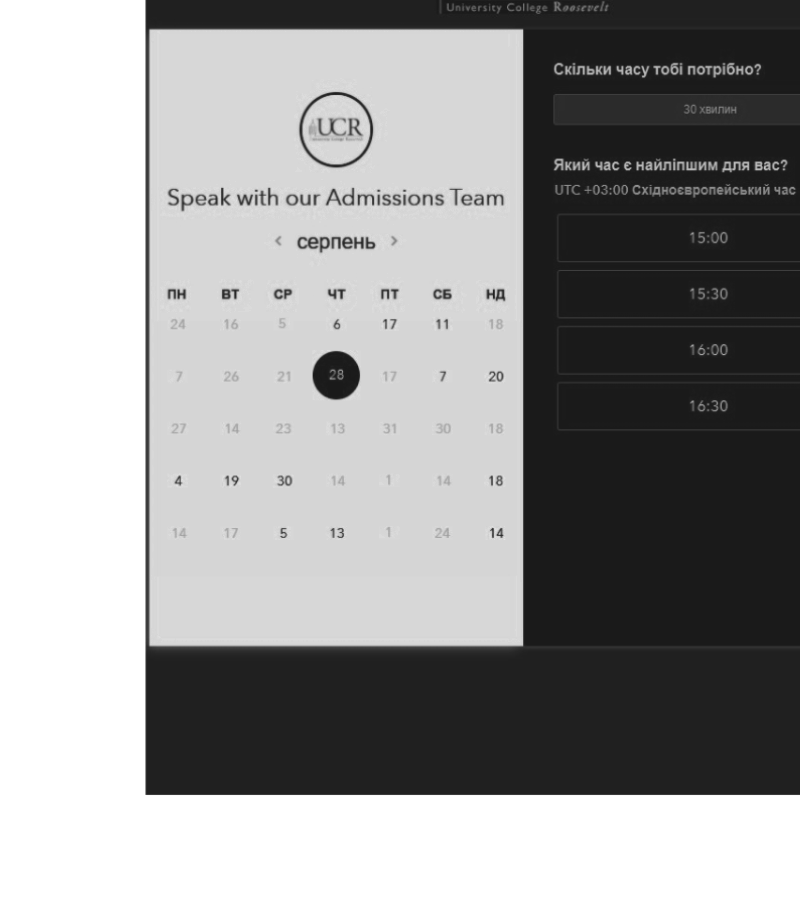 University College Roosevelt
UCR
Speak with our Admissions Team
< серпень >
ПН ВТ СР ЧТ ПТ СБ НД
24 16 5 6 17 11 18
7 26 21 28 17 7 20
27 14 23 13 31 30 18
4 19 30 14 1 14 18
14 17 5 13 1 24 14
Скільки часу тобі потрібно?
30 хвилин
Який час є найліпшим для вас?
UTC +03:00 Східноєвропейський час
15:00
15:30
16:00
16:30